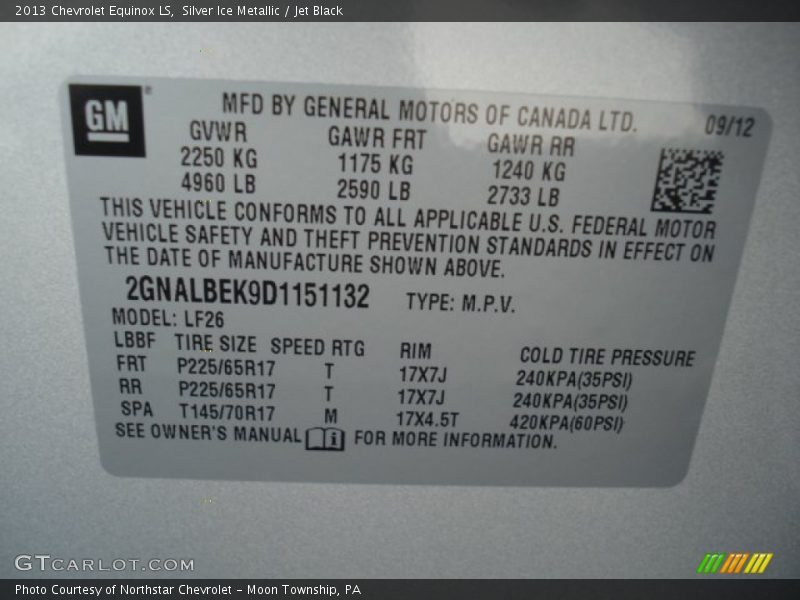 2013 Chevrolet Equinox LS,  Silver Ice Metallic / Jet Black
GM
MFD BY GENERAL MOTORS OF CANADA LTD. 09/12
GVWR GAWR FRT GAWR RR
2250 KG 1175 KG 1240 KG
4960 LB 2590 LB 2733 LB
THIS VEHICLE CONFORMS TO ALL APPLICABLE U.S. FEDERAL MOTOR
VEHICLE SAFETY AND THEFT PREVENTION STANDARDS IN EFFECT ON
THE DATE OF MANUFACTURE SHOWN ABOVE.
2GNALBEK9D1151132 TYPE: M.P.V.
MODEL: LF26
LBBF TIRE SIZE SPEED RTG RIM COLD TIRE PRESSURE
FRT P225/65R17 T 17X7J 240KPA(35PSI)
RR P225/65R17 T 17X7J 240KPA(35PSI)
SPA T145/70R17 M 17X4.5T 420KPA(60PSI)
SEE OWNER'S MANUAL i FOR MORE INFORMATION.
GTCARLOT.COM
Photo Courtesy of Northstar Chevrolet - Moon Township, PA